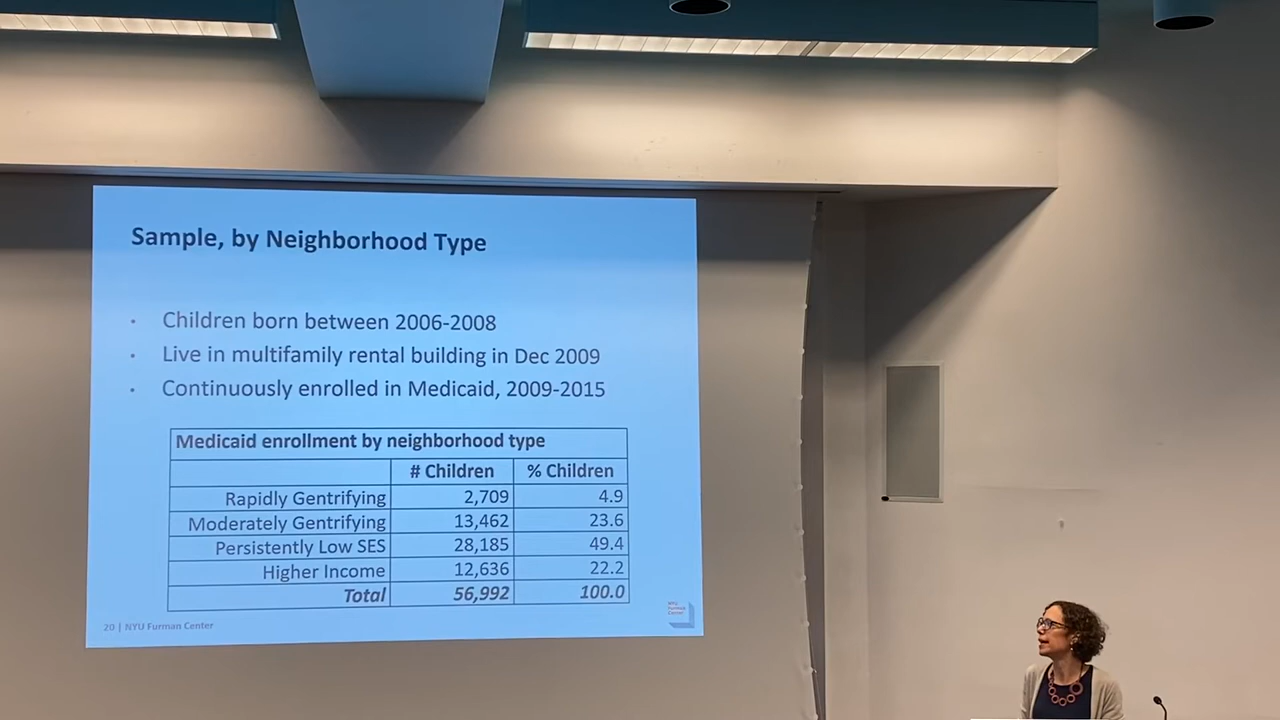 Sample, by Neighborhood Type
• Children born between 2006-2008
• Live in multifamily rental building in Dec 2009
• Continuously enrolled in Medicaid, 2009-2015
Medicaid enrollment by neighborhood type
# Children % Children
Rapidly Gentrifying 2,709 4.9
Moderately Gentrifying 13,462 23.6
Persistently Low SES 28,185 49.4
Higher Income 12,636 22.2
Total 56,992 100.0
20 | NYU Furman Center
NYU
Furman
Center